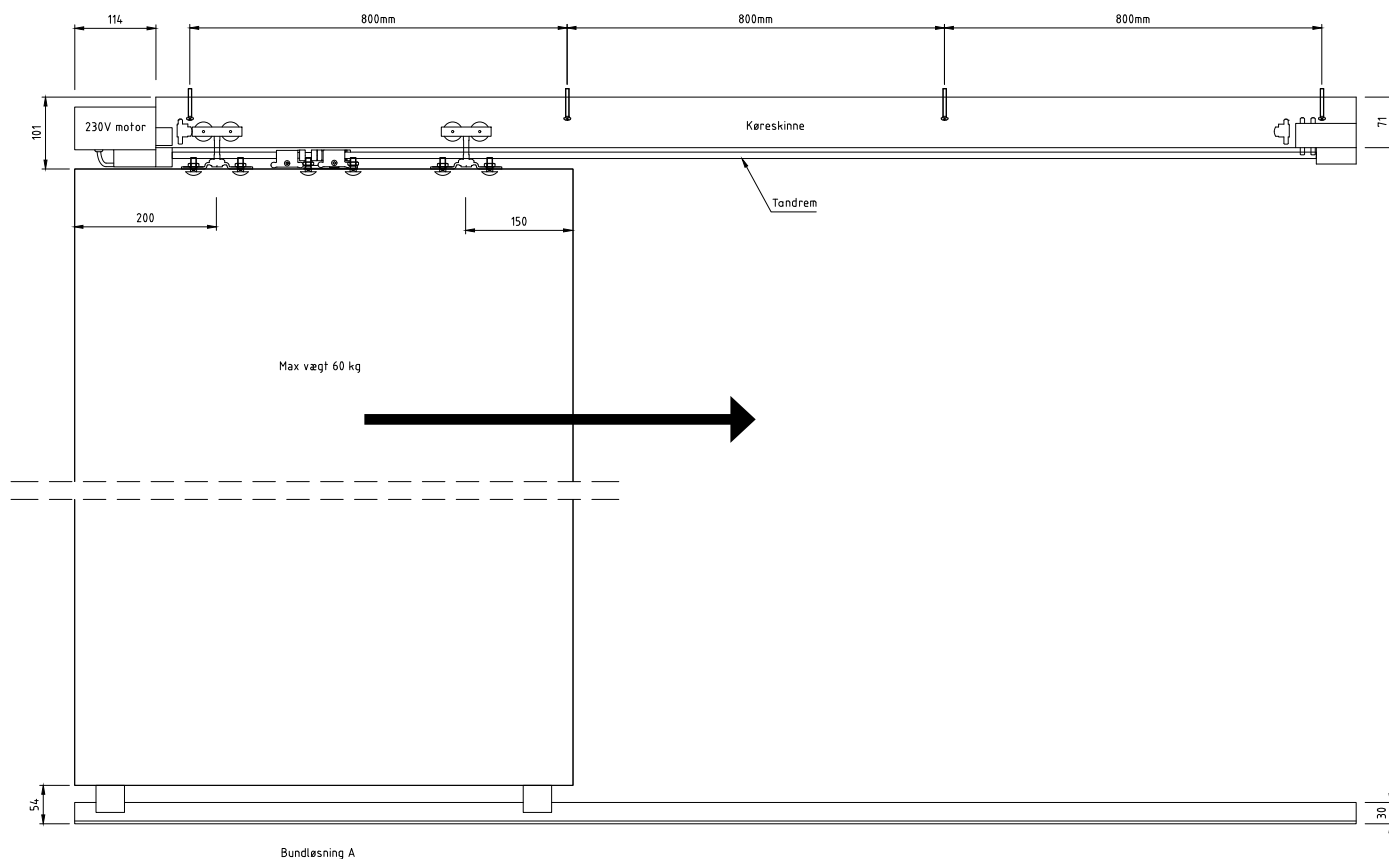 114
800mm
800mm
800mm
101
230V motor
Køreskinne
71
Tandrem
200
150
Max vægt 60 kg
54
30
Bundløsning A